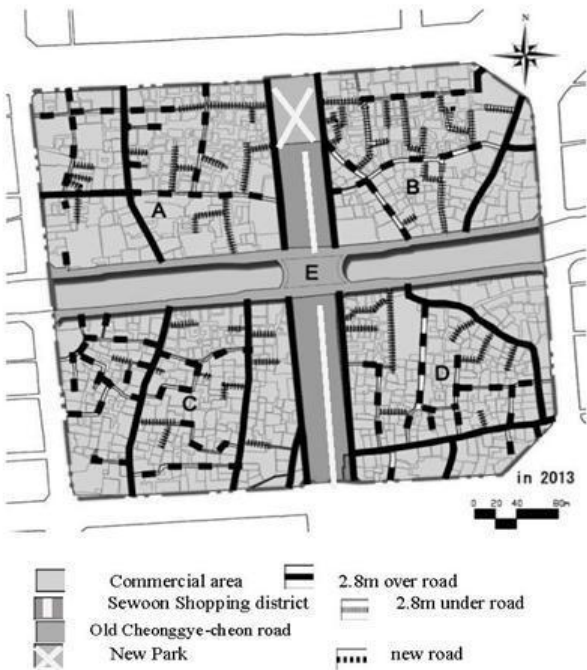 N
A
B
E
C
D
in 2013
0 20 40 80m
Commercial area 2.8m over road
Sewoon Shopping district 2.8m under road
Old Cheonggye-cheon road
New Park new road